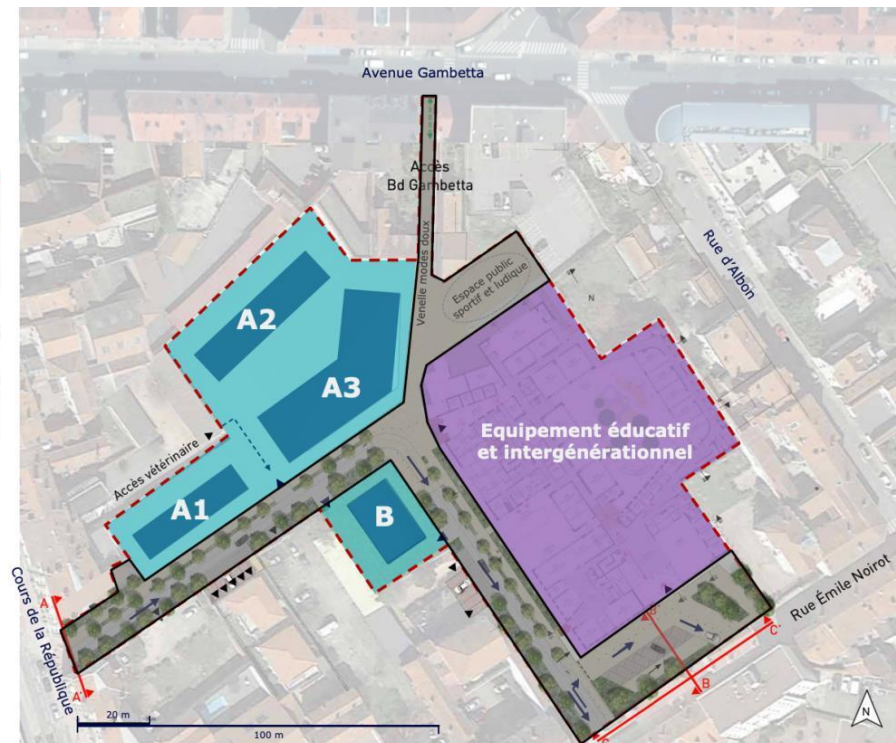 Avenue Gambetta
Accès
Bd Gambetta
Venelle modes doux
Espace public
sportif et ludique
Rue d'Albon
N
A2
A3
Equipement éducatif
et intergénérationnel
Accès vétérinaire
A1
B
Cours de la République
A
A'
Rue Émile Noirot
B'
B
C'
C
20 m
100 m
N